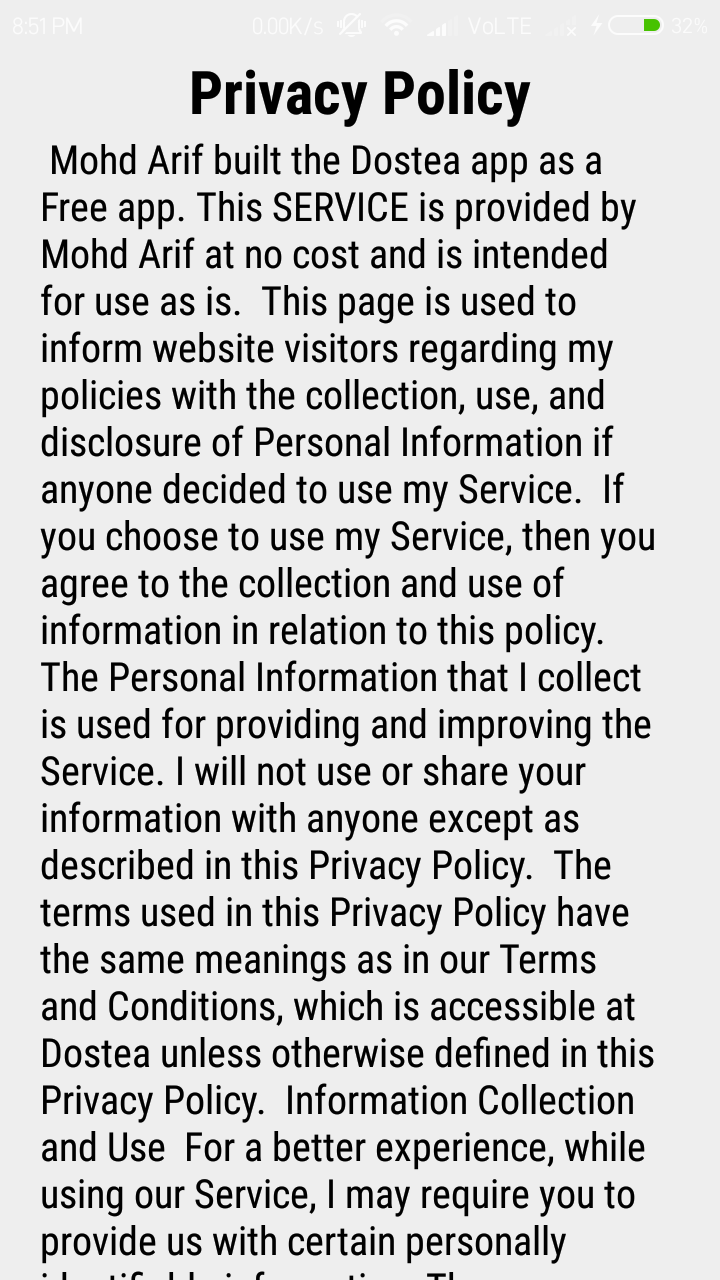 8:51 PM 0.00K/s VoLTE 32%
Privacy Policy
Mohd Arif built the Dostea app as a
Free app. This SERVICE is provided by
Mohd Arif at no cost and is intended
for use as is.  This page is used to
inform website visitors regarding my
policies with the collection, use, and
disclosure of Personal Information if
anyone decided to use my Service.  If
you choose to use my Service, then you
agree to the collection and use of
information in relation to this policy.
The Personal Information that I collect
is used for providing and improving the
Service. I will not use or share your
information with anyone except as
described in this Privacy Policy.  The
terms used in this Privacy Policy have
the same meanings as in our Terms
and Conditions, which is accessible at
Dostea unless otherwise defined in this
Privacy Policy.  Information Collection
and Use  For a better experience, while
using our Service, I may require you to
provide us with certain personally